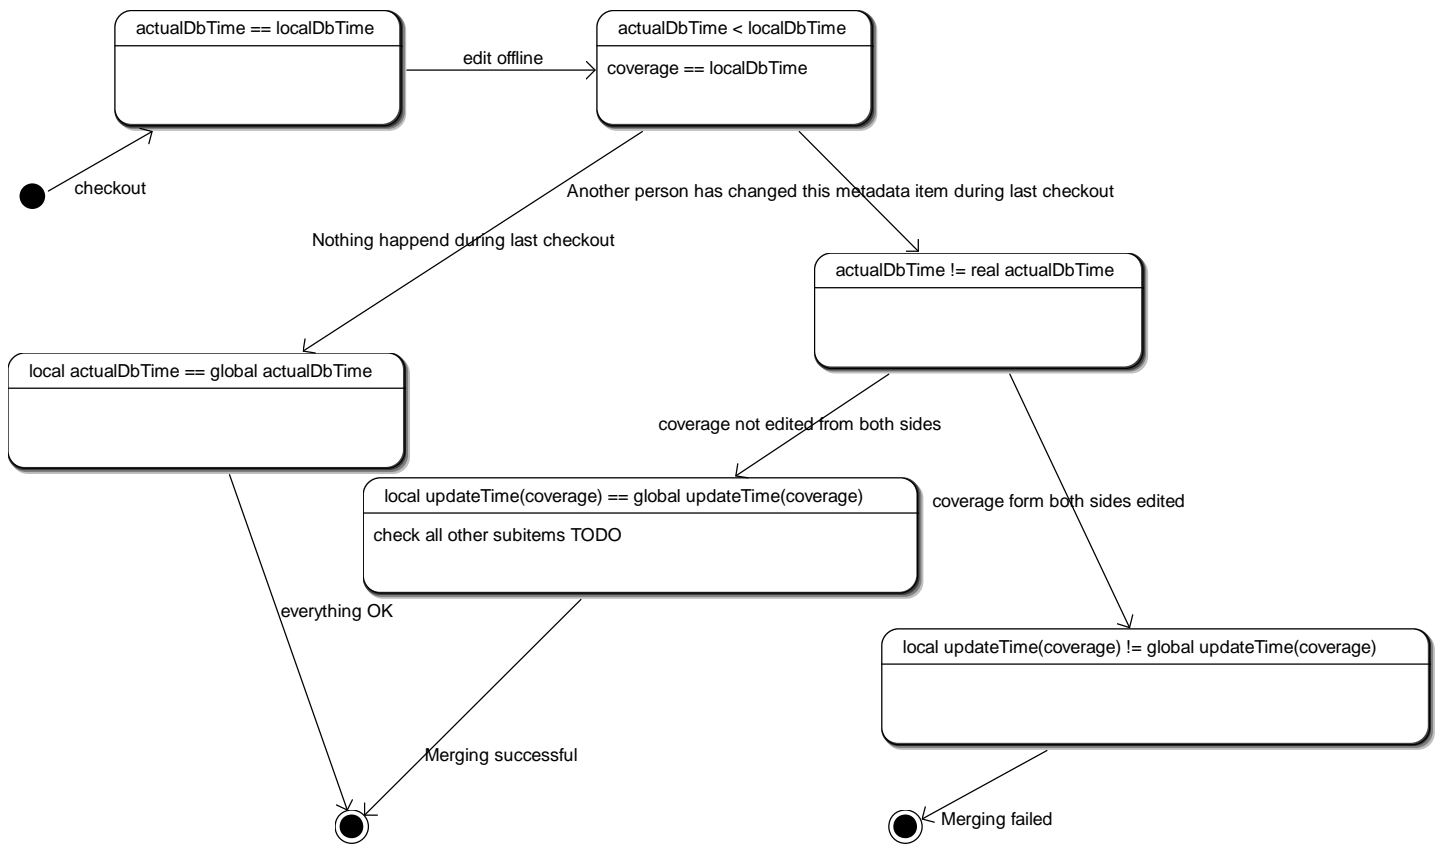 actualDbTime == localDbTime
actualDbTime < localDbTime
edit offline
coverage == localDbTime
checkout
Another person has changed this metadata item during last checkout
Nothing happend during last checkout
actualDbTime != real actualDbTime
local actualDbTime == global actualDbTime
coverage not edited from both sides
local updateTime(coverage) == global updateTime(coverage)
coverage form both sides edited
check all other subitems TODO
everything OK
local updateTime(coverage) != global updateTime(coverage)
Merging successful
Merging failed